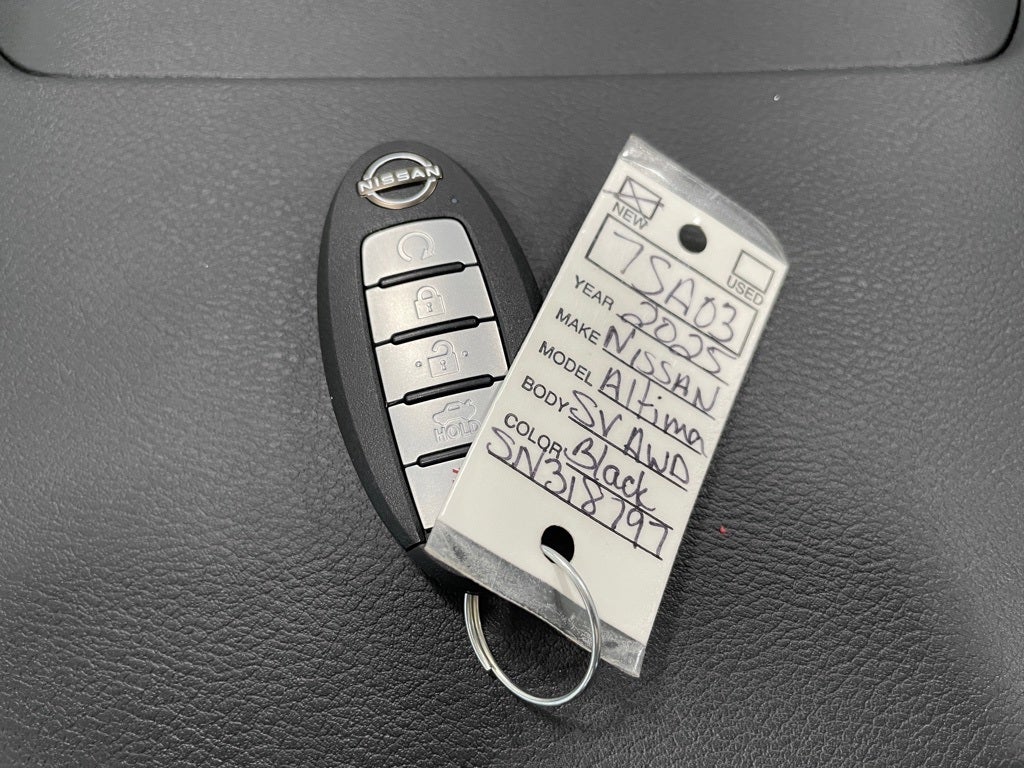 NISSAN
HOLD
NEW
USED
7SA03
YEAR 2025
MAKE NISSAN
MODEL Altima
BODY SV AWD
COLOR Black
SN318797